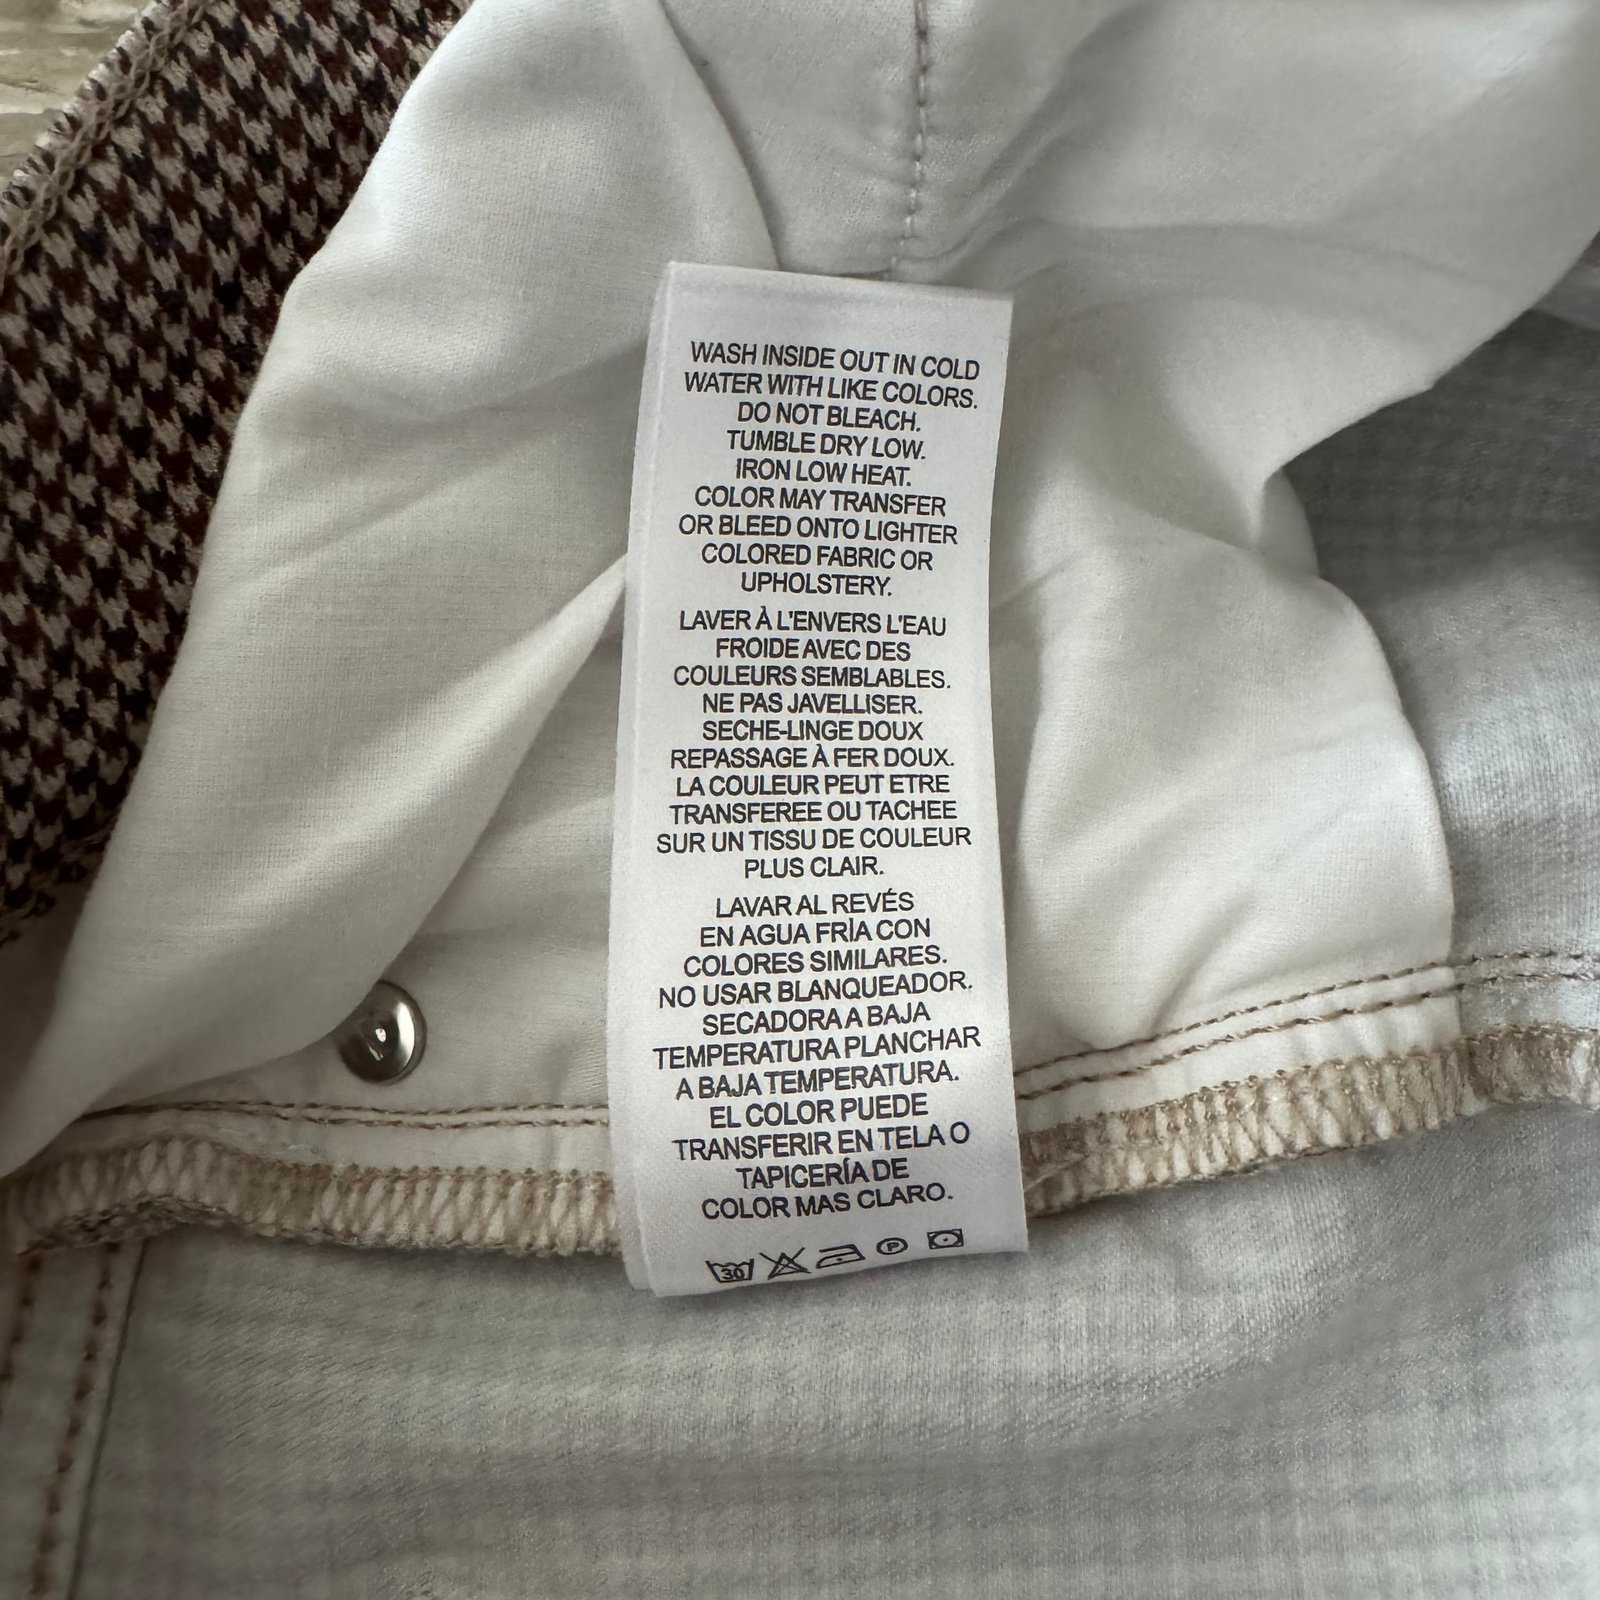 WASH INSIDE OUT IN COLD
WATER WITH LIKE COLORS.
DO NOT BLEACH.
TUMBLE DRY LOW.
IRON LOW HEAT.
COLOR MAY TRANSFER
OR BLEED ONTO LIGHTER
COLORED FABRIC OR
UPHOLSTERY.
LAVER À L'ENVERS L'EAU
FROIDE AVEC DES
COULEURS SEMBLABLES.
NE PAS JAVELLISER.
SECHE-LINGE DOUX
REPASSAGE À FER DOUX.
LA COULEUR PEUT ETRE
TRANSFEREE OU TACHEE
SUR UN TISSU DE COULEUR
PLUS CLAIR.
LAVAR AL REVÉS
EN AGUA FRÌA CON
COLORES SIMILARES.
NO USAR BLANQUEADOR.
SECADORA A BAJA
TEMPERATURA PLANCHAR
A BAJA TEMPERATURA.
EL COLOR PUEDE
TRANSFERIR EN TELA O
TAPICERÍA DE
COLOR MAS CLARO.
30 P